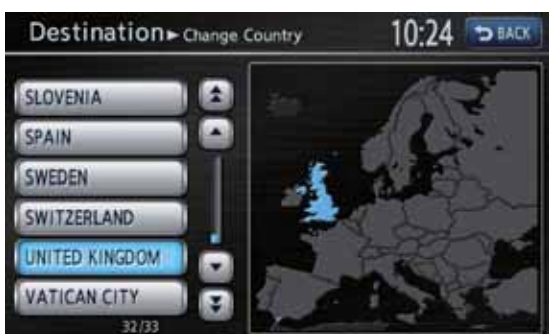 Destination ► Change Country 10:24 BACK
SLOVENIA
SPAIN
SWEDEN
SWITZERLAND
UNITED KINGDOM
VATICAN CITY
32/33